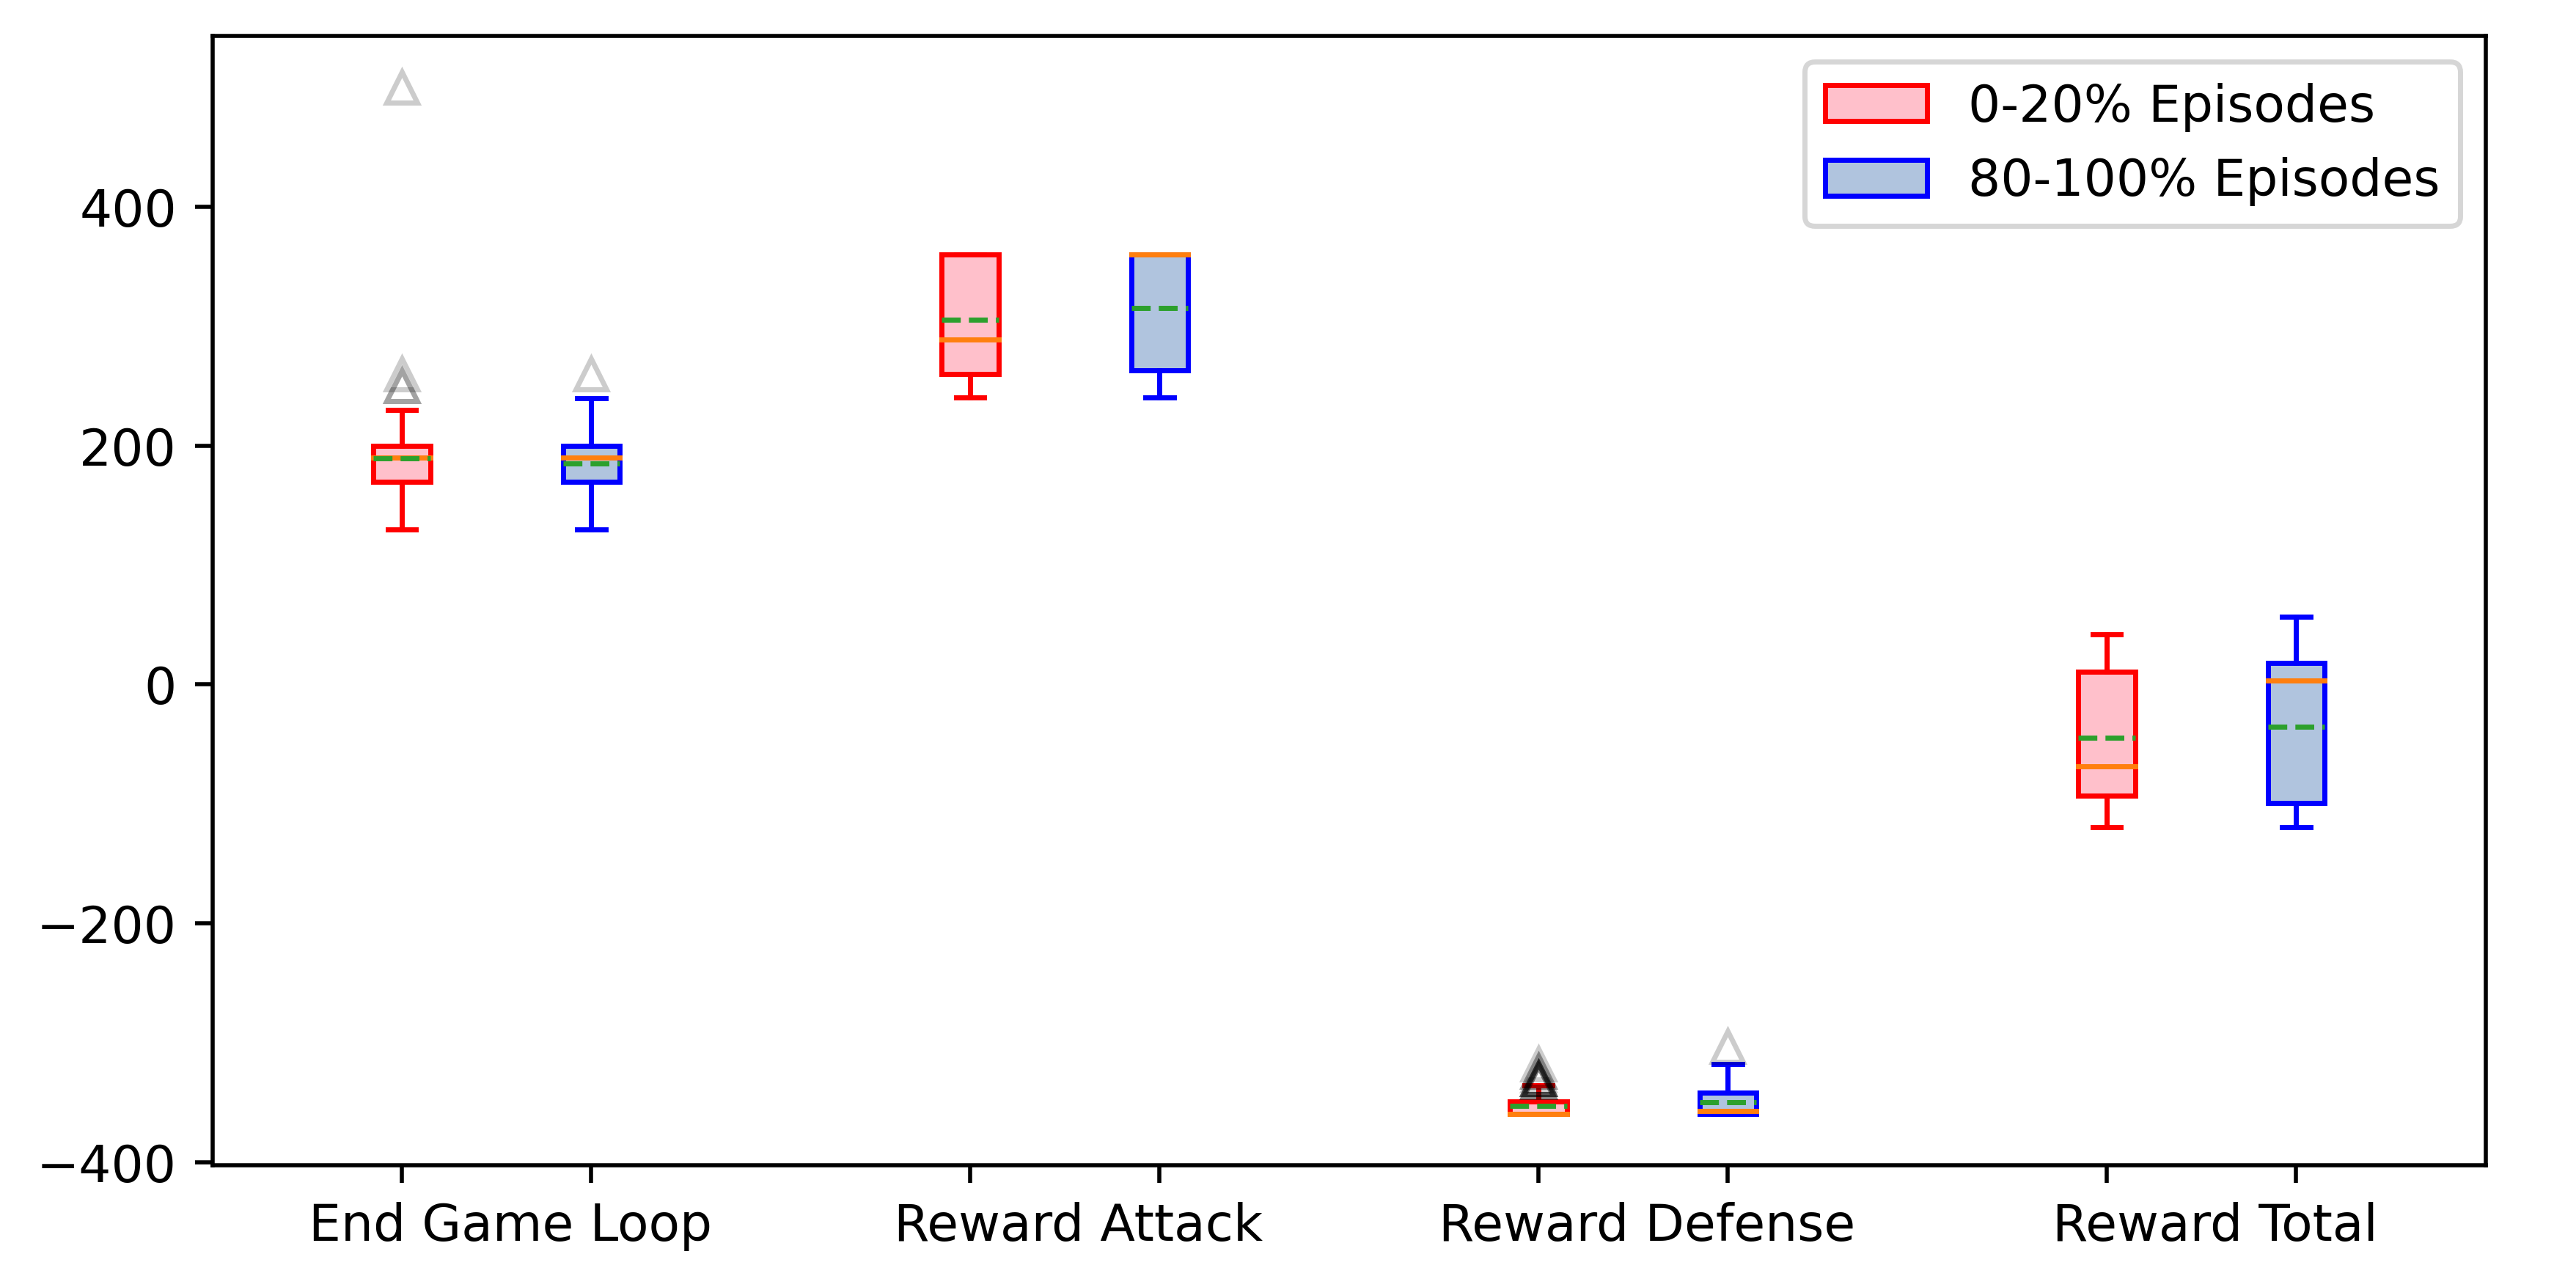 0-20% Episodes
80-100% Episodes
400
200
0
−200
−400
End Game Loop
Reward Attack
Reward Defense
Reward Total